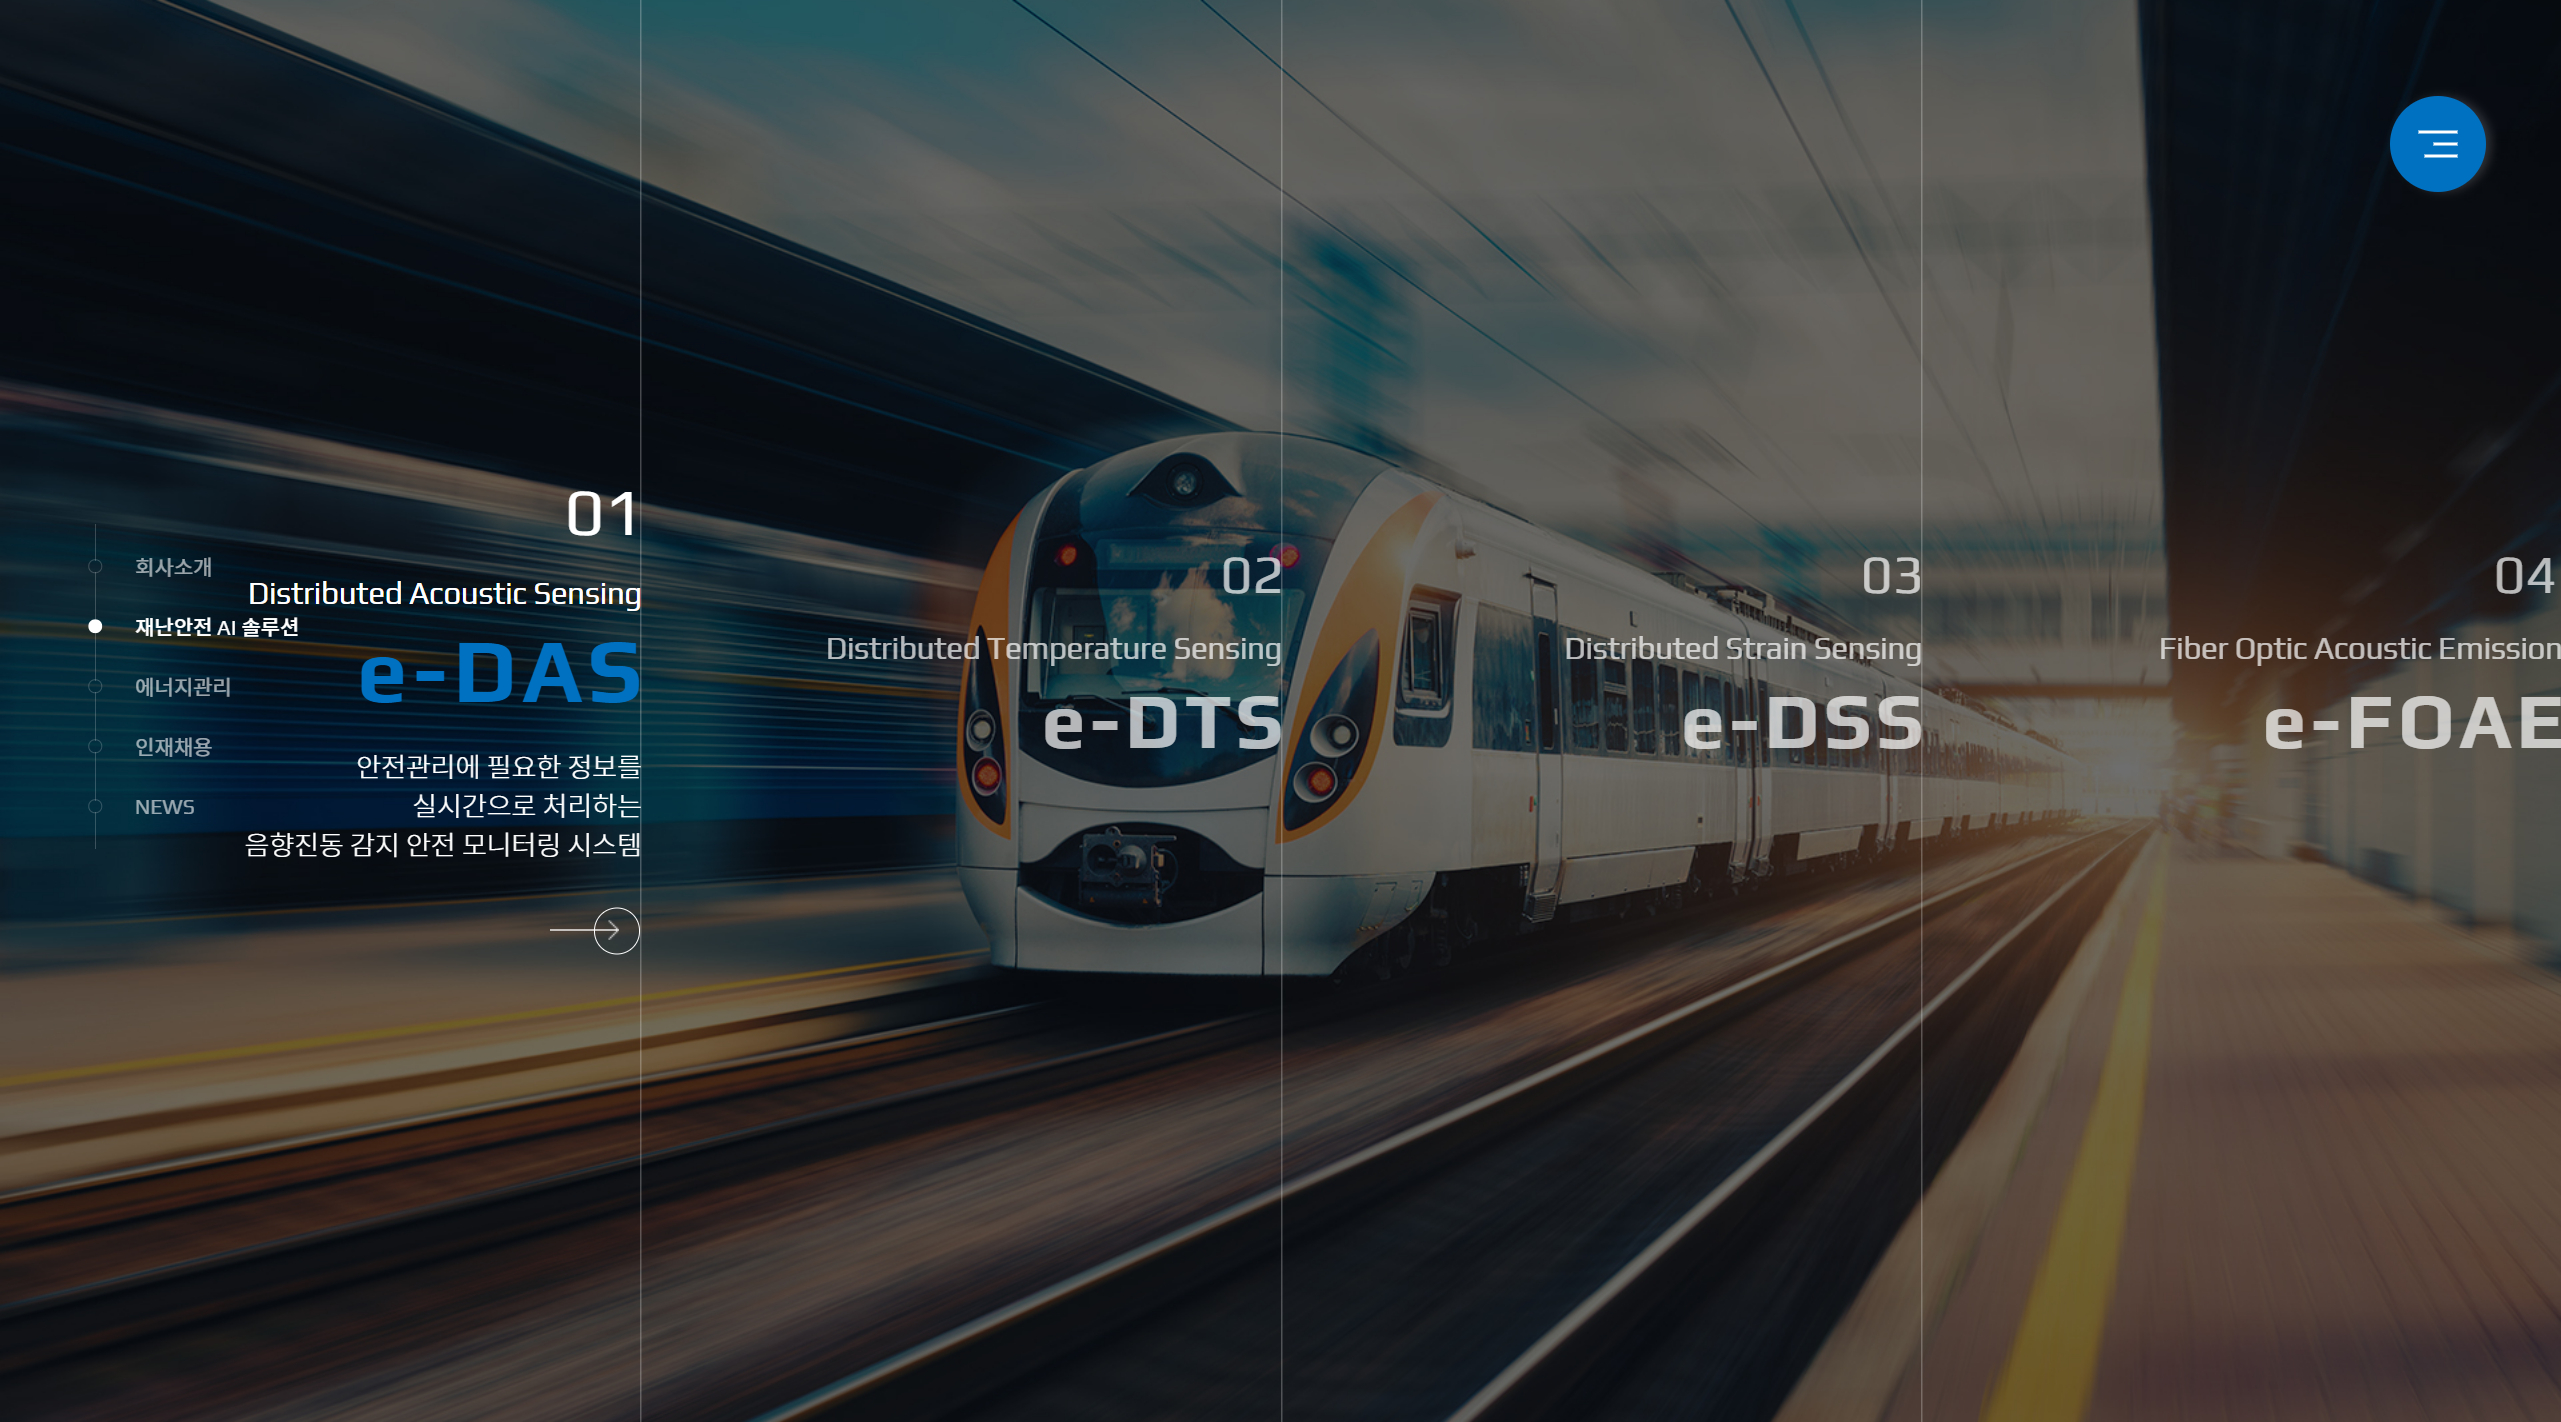 회사소개
재난안전 AI 솔루션
에너지관리
인재채용
NEWS
01
Distributed Acoustic Sensing
e-DAS
안전관리에 필요한 정보를
실시간으로 처리하는
음향진동 감지 안전 모니터링 시스템
02
Distributed Temperature Sensing
e-DTS
03
Distributed Strain Sensing
e-DSS
04
Fiber Optic Acoustic Emission
e-FOAE